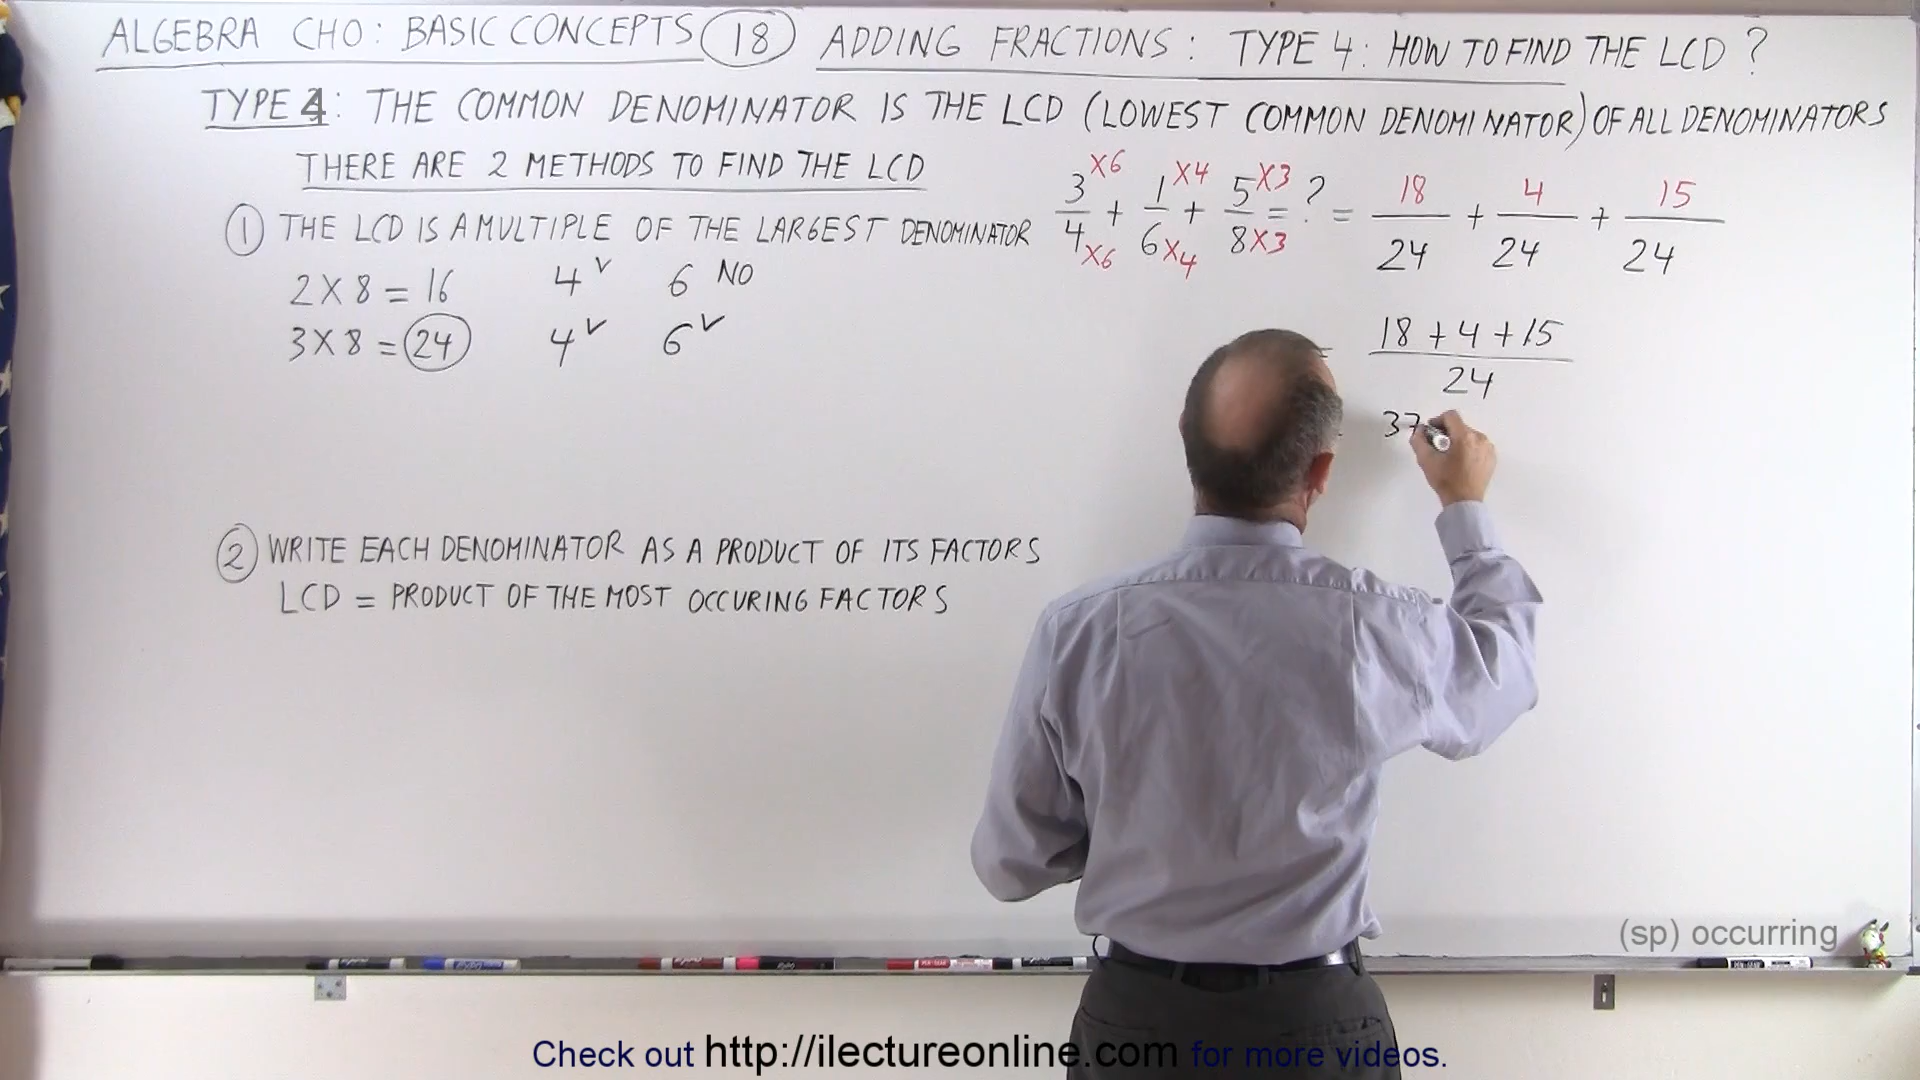 ALGEBRA CH0: BASIC CONCEPTS 18 ADDING FRACTIONS: TYPE 4: HOW TO FIND THE LCD?
TYPE 4: THE COMMON DENOMINATOR IS THE LCD (LOWEST COMMON DENOMINATOR) OF ALL DENOMINATORS
THERE ARE 2 METHODS TO FIND THE LCD
1 THE LCD IS A MULTIPLE OF THE LARGEST DENOMINATOR
2 X 8 = 16 4 ✓ 6 NO
3 X 8 = 24 4 ✓ 6 ✓
2 WRITE EACH DENOMINATOR AS A PRODUCT OF ITS FACTORS
LCD = PRODUCT OF THE MOST OCCURING FACTORS
3 X6 1 X4 5 X3 18 4 15
+ + = ? = + +
4 X6 6 X4 8 X3 24 24 24
= 18 + 4 + 15
24
37
(sp) occurring
Check out http://ilectureonline.com for more videos.